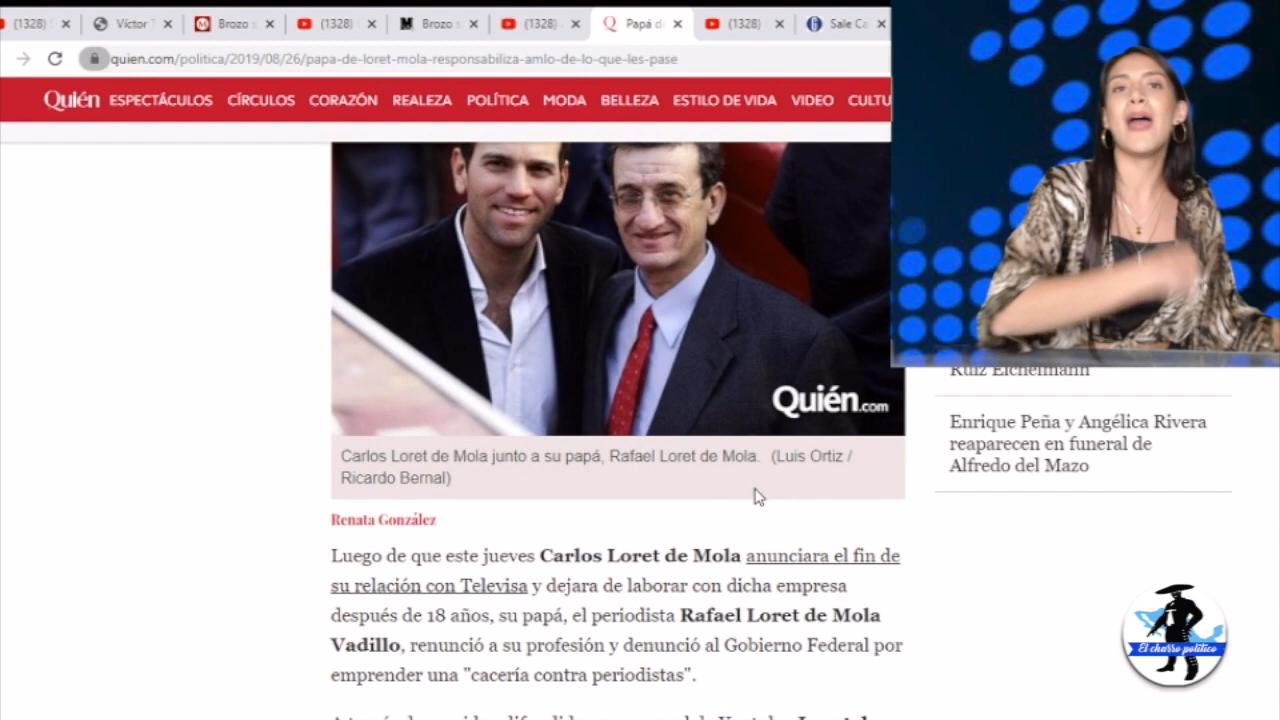 (1328)
Víctor T
Brozo s
(1328)
Brozo s
(1328)
Papá d
(1328)
Sale Ca
quien.com/politica/2019/08/26/papa-de-loret-mola-responsabiliza-amlo-de-lo-que-les-pase
Quién ESPECTÁCULOS CÍRCULOS CORAZÓN REALEZA POLÍTICA MODA BELLEZA ESTILO DE VIDA VIDEO CULTU
Quién.com
Carlos Loret de Mola junto a su papá, Rafael Loret de Mola. (Luis Ortiz /
Ricardo Bernal)
Renata González
Luego de que este jueves Carlos Loret de Mola anunciara el fin de
su relación con Televisa y dejara de laborar con dicha empresa
después de 18 años, su papá, el periodista Rafael Loret de Mola
Vadillo, renunció a su profesión y denunció al Gobierno Federal por
emprender una "cacería contra periodistas".
Ruiz Eichelmann
Enrique Peña y Angélica Rivera
reaparecen en funeral de
Alfredo del Mazo
El charro político